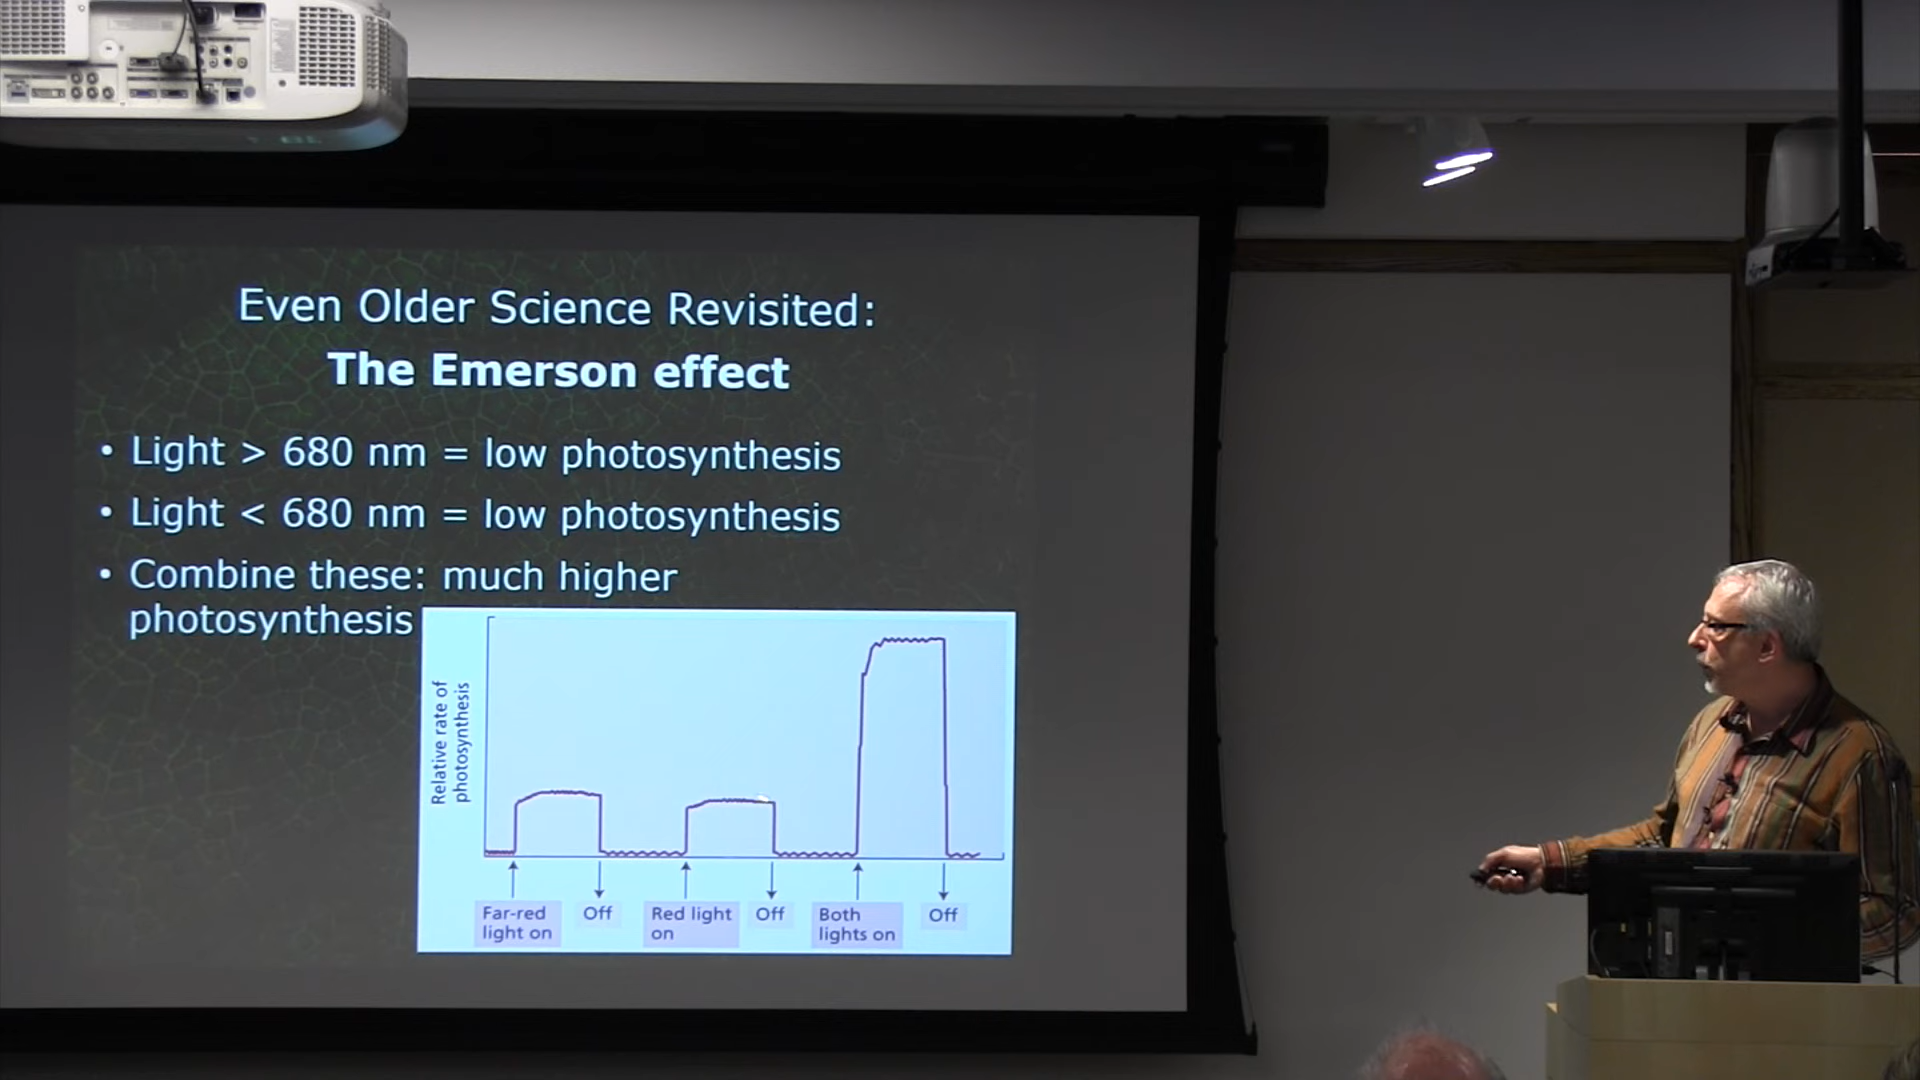 Even Older Science Revisited:
The Emerson effect
• Light > 680 nm = low photosynthesis
• Light < 680 nm = low photosynthesis
• Combine these: much higher
photosynthesis
Relative rate of
photosynthesis
Far-red
light on
Off
Red light
on
Off
Both
lights on
Off